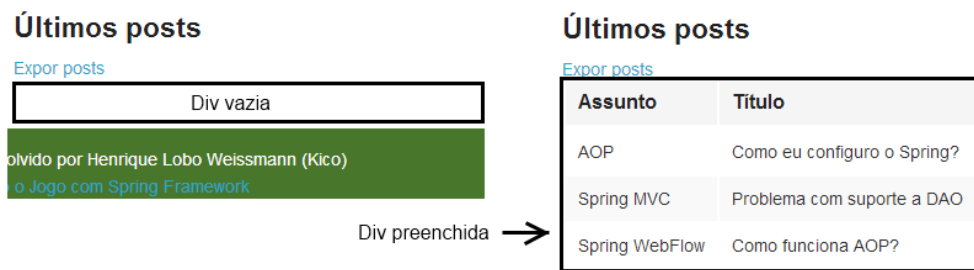 Últimos posts
Expor posts
Div vazia
olvido por Henrique Lobo Weissmann (Kico)
o Jogo com Spring Framework
Div preenchida
Últimos posts
Expor posts
Assunto Título
AOP Como eu configuro o Spring?
Spring MVC Problema com suporte a DAO
Spring WebFlow Como funciona AOP?